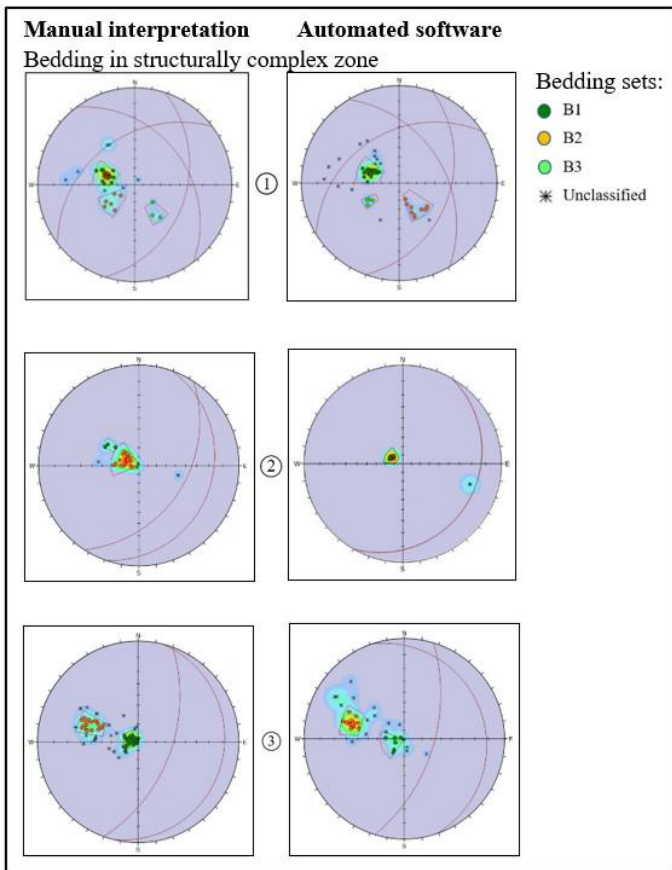 Manual interpretation Automated software
Bedding in structurally complex zone
Bedding sets:
B1
B2
B3
Unclassified
N N
W E 1 W E
S S
N N
W E 2 W E
S S
N N
W E 3 W E
S S